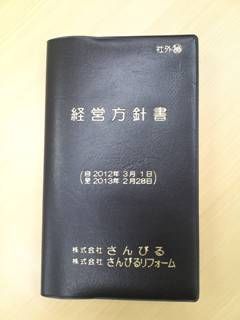 社外㊙
経営方針書
(自 2012年 3月 1日
至 2013年 2月28日)
株式会社 さんびる
株式会社 さんびるリフォーム